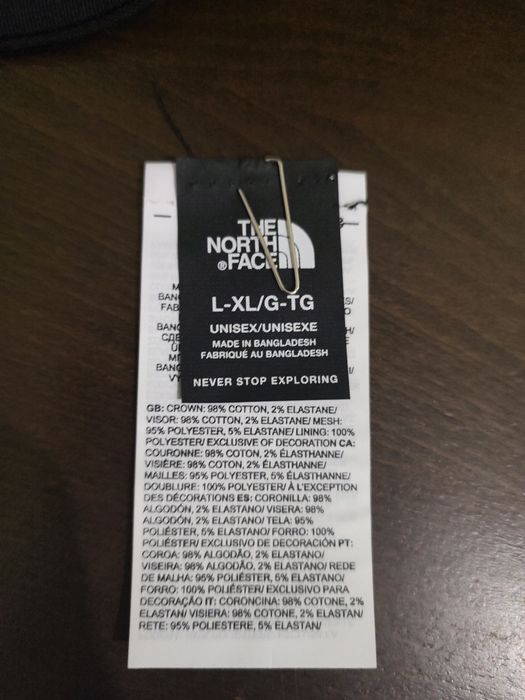 THE
NORTH
®FACE
L-XL/G-TG
UNISEX/UNISEXE
MADE IN BANGLADESH
FABRIQUÉ AU BANGLADESH
NEVER STOP EXPLORING
GB: CROWN: 98% COTTON, 2% ELASTANE/
VISOR: 98% COTTON, 2% ELASTANE/ MESH:
95% POLYESTER, 5% ELASTANE/ LINING: 100%
POLYESTER/ EXCLUSIVE OF DECORATION CA:
COURONNE: 98% COTON, 2% ÉLASTHANNE/
VISIÈRE: 98% COTON, 2% ÉLASTHANNE/
MAILLES: 95% POLYESTER, 5% ÉLASTHANNE/
DOUBLURE: 100% POLYESTER/ À L'EXCEPTION
DES DÉCORATIONS ES: CORONILLA: 98%
ALGODÓN, 2% ELASTANO/ VISERA: 98%
ALGODÓN, 2% ELASTANO/ TELA: 95%
POLIÉSTER, 5% ELASTANO/ FORRO: 100%
POLIÉSTER/ EXCLUSIVO DE DECORACIÓN PT:
COROA: 98% ALGODÃO, 2% ELASTANO/
VISEIRA: 98% ALGODÃO, 2% ELASTANO/ REDE
DE MALHA: 95% POLIÉSTER, 5% ELASTANO/
FORRO: 100% POLIÉSTER/ EXCLUSIVO PARA
DECORAÇÃO IT: CORONCINA: 98% COTONE, 2%
ELASTAN/ VISIERA: 98% COTONE, 2% ELASTAN/
RETE: 95% POLIESTERE, 5% ELASTAN/